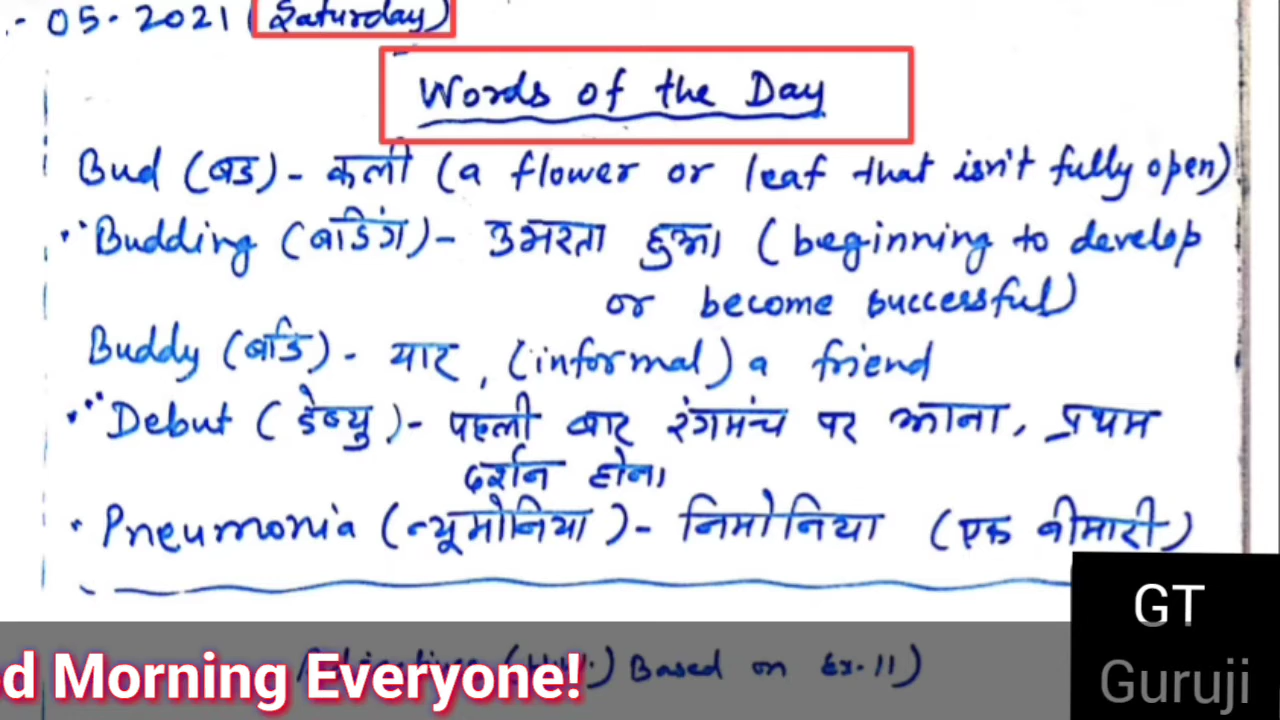 05-2021 (Saturday)
Words of the Day
Bud (बड) - कली (a flower or leaf that isn't fully open)
Budding (बडिंग) - उभरता हुआ (beginning to develop
or become successful)
Buddy (बडि) - यार, (informal) a friend
Debut (डेब्यु) - पहली बार रंगमंच पर आना, प्रथम
दर्शन होना
Pneumonia (न्यूमोनिया) - निमोनिया (एक बीमारी)
GT
Guruji
d Morning Everyone!
Based on Ex-11)